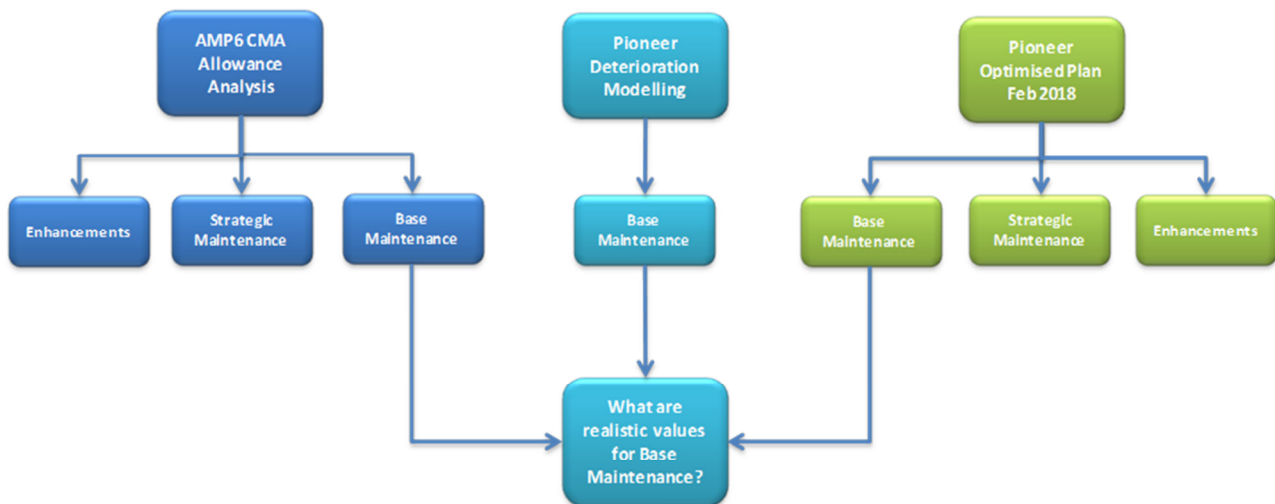 AMP6 CMA
Allowance
Analysis
Pioneer
Deterioration
Modelling
Pioneer
Optimised Plan
Feb 2018
Enhancements
Strategic
Maintenance
Base
Maintenance
Base
Maintenance
Base
Maintenance
Strategic
Maintenance
Enhancements
What are
realistic values
for Base
Maintenance?